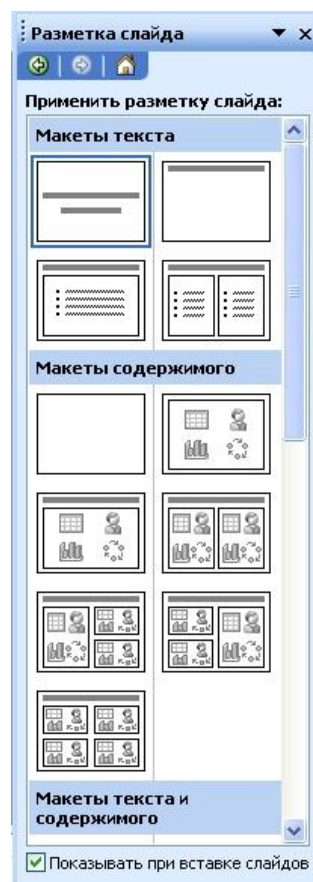 Разметка слайда
Применить разметку слайда:
Макеты текста
Макеты содержимого
Макеты текста и
содержимого
Показывать при вставке слайдов